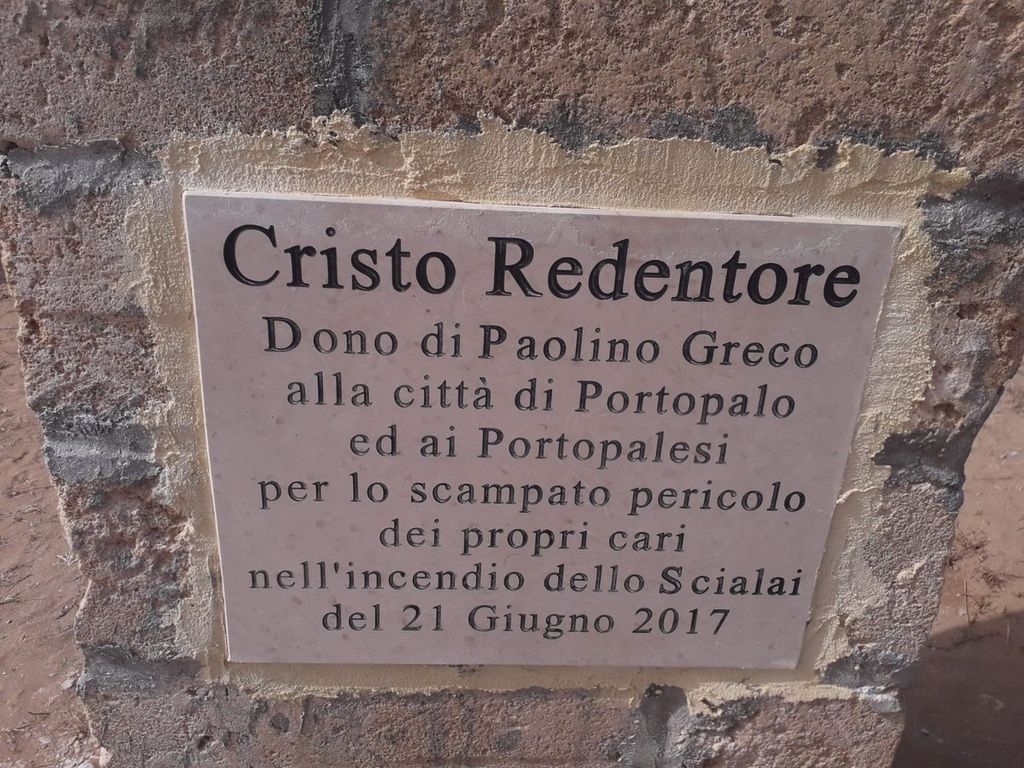 Cristo Redentore
Dono di Paolino Greco
alla città di Portopalo
ed ai Portopalesi
per lo scampato pericolo
dei propri cari
nell'incendio dello Scialai
del 21 Giugno 2017